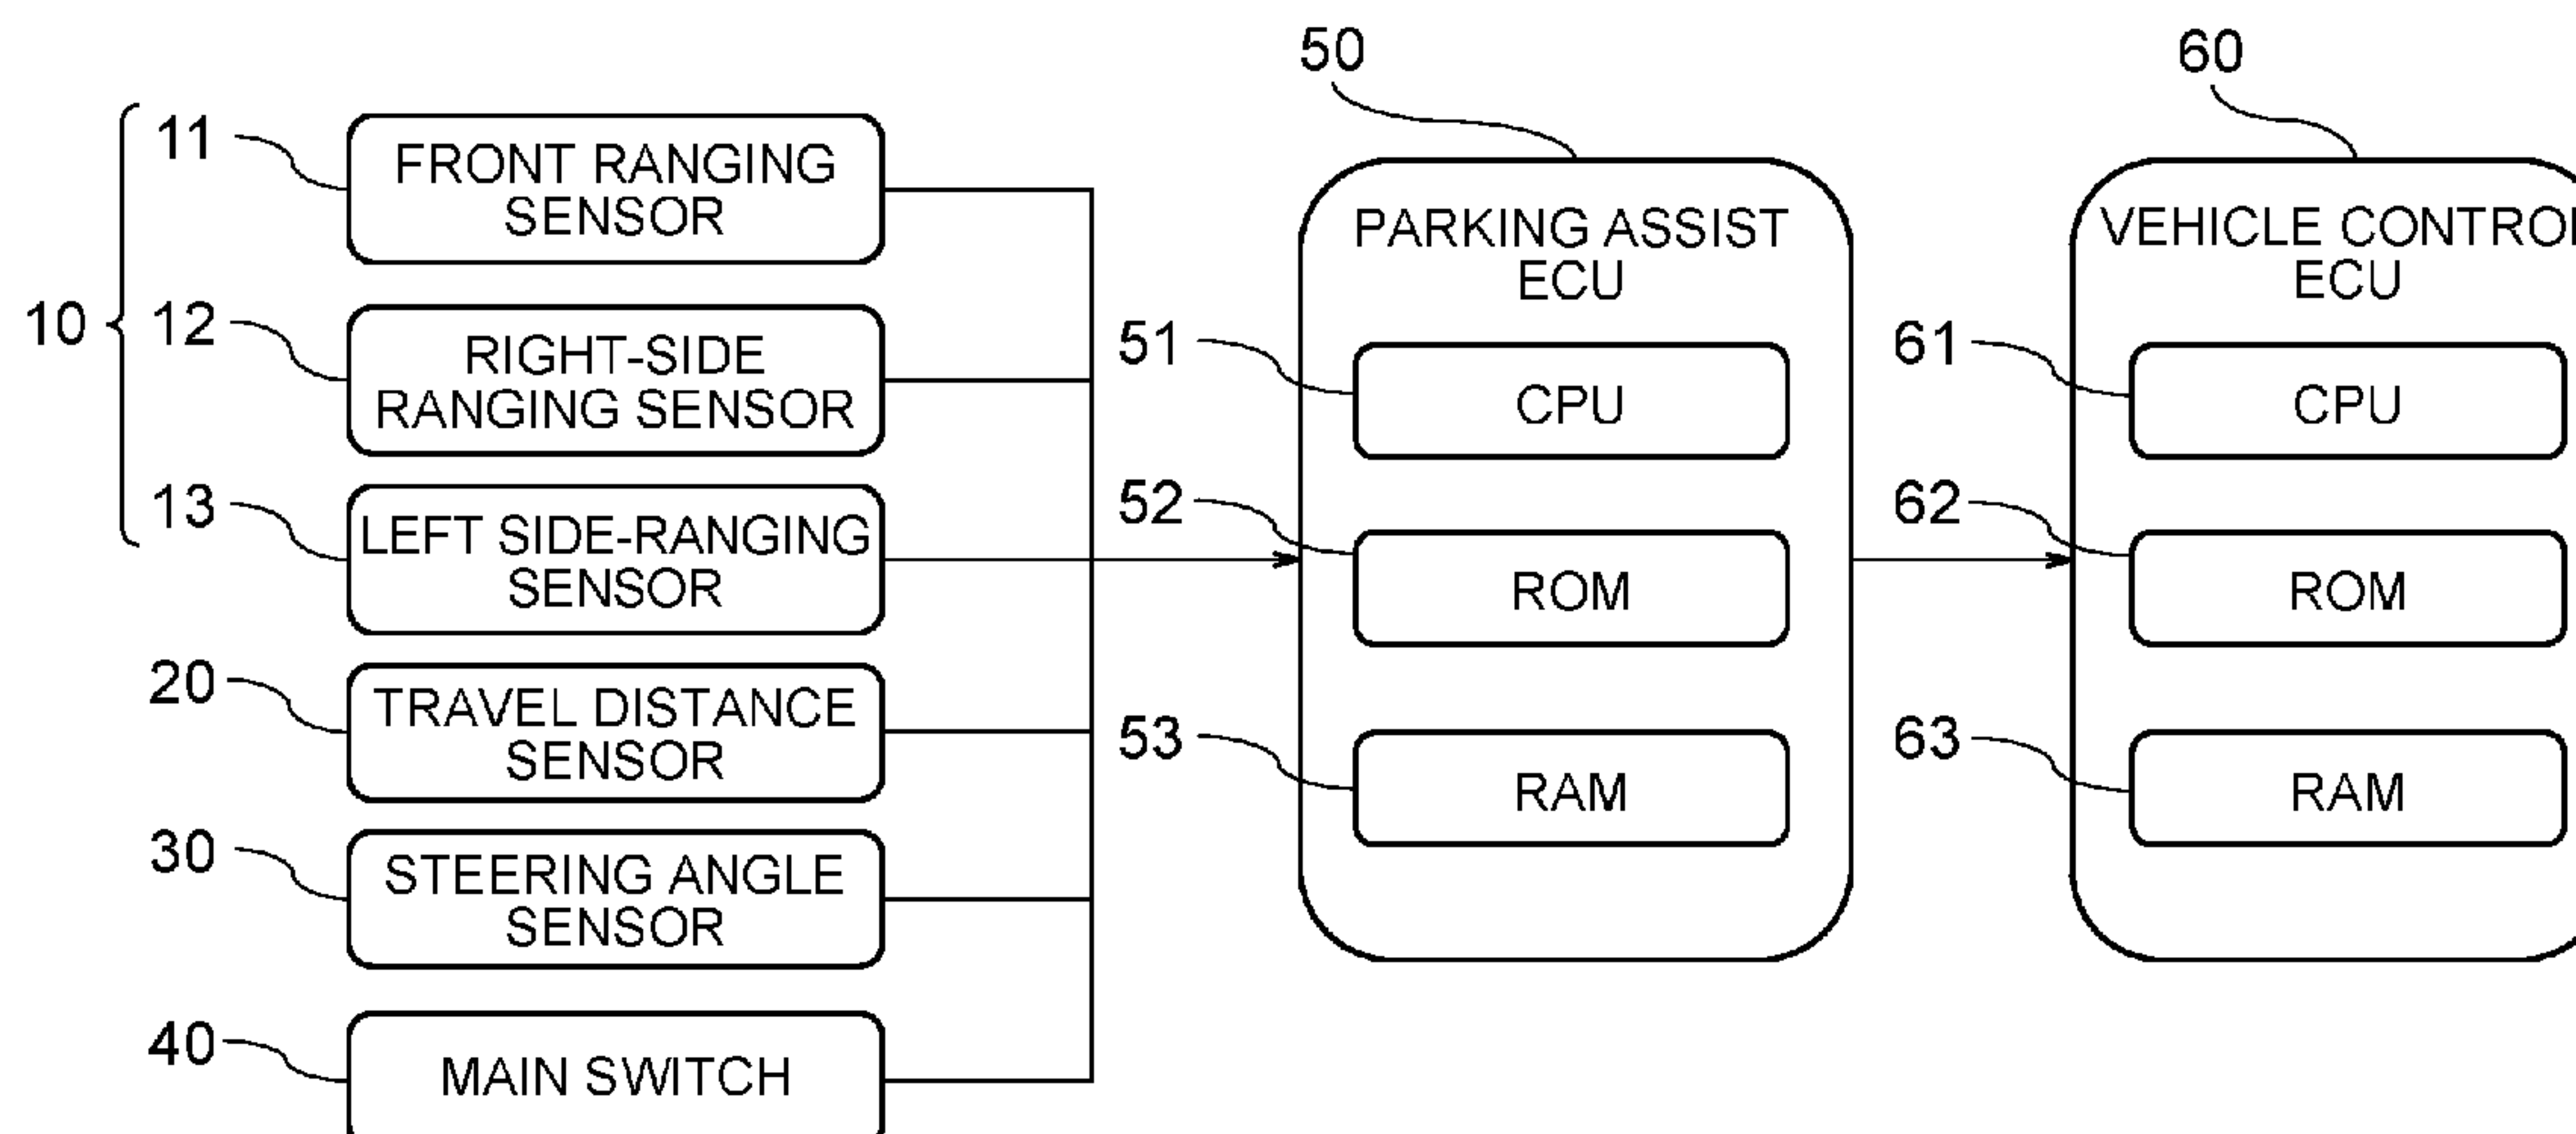 50
60
11
FRONT RANGING
SENSOR
PARKING ASSIST
ECU
VEHICLE CONTROL
ECU
10
12
RIGHT-SIDE
RANGING SENSOR
51
CPU
61
CPU
13
LEFT SIDE-RANGING
SENSOR
52
ROM
62
ROM
20
TRAVEL DISTANCE
SENSOR
53
RAM
63
RAM
30
STEERING ANGLE
SENSOR
40
MAIN SWITCH